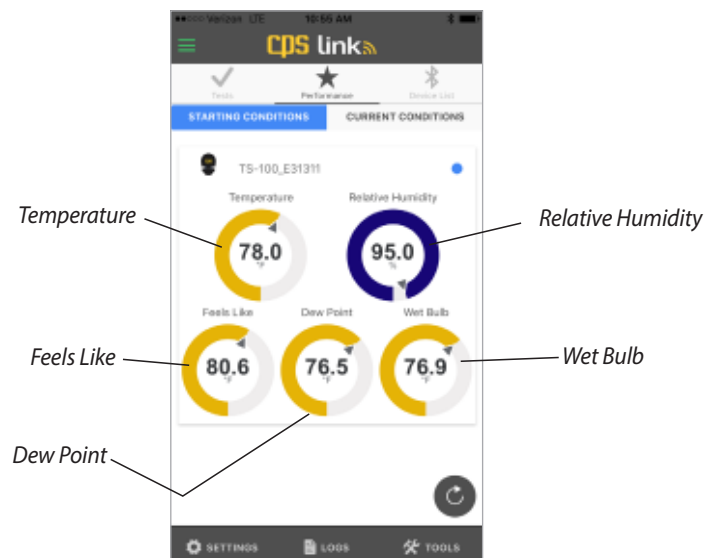 Verizon LTE 10:55 AM
cps link
Tests Performance Device List
STARTING CONDITIONS CURRENT CONDITIONS
TS-100_E31311
Temperature Relative Humidity
Temperature
Relative Humidity
78.0 95.0
°F %
Feels Like Dew Point Wet Bulb
Feels Like
Wet Bulb
80.6 76.5 76.9
°F °F °F
Dew Point
SETTINGS LOGS TOOLS